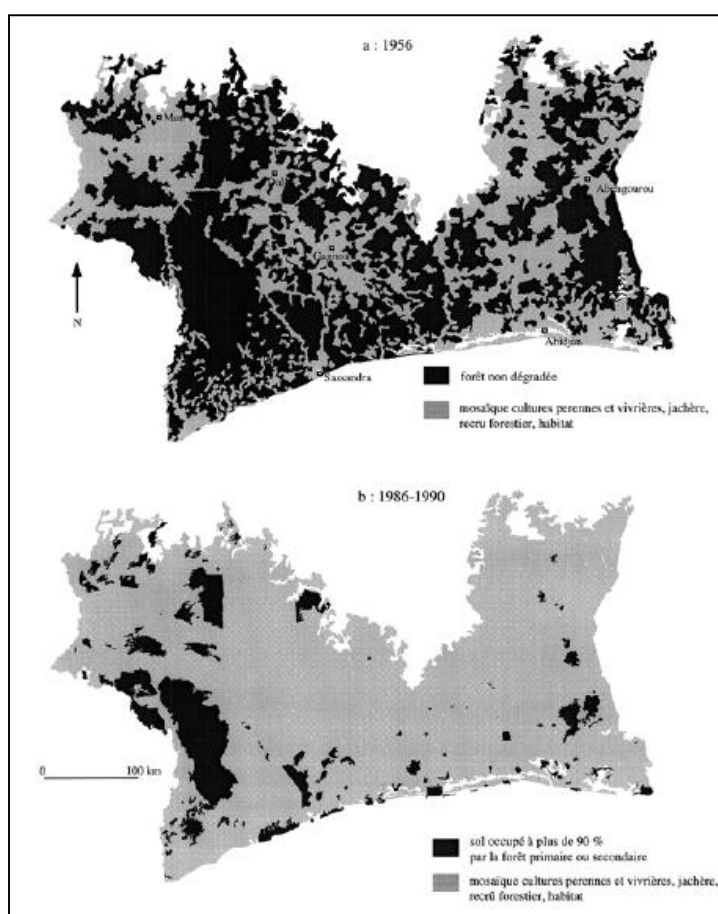 a : 1956
Man
Abengourou
Gagnoa
N
Abidjan
Sassandra
forêt non dégradée
mosaïque cultures perennes et vivrières, jachère,
recru forestier, habitat
b : 1986-1990
0 100 km
sol occupé à plus de 90 %
par la forêt primaire ou secondaire
mosaïque cultures perennes et vivrières, jachère,
recrû forestier, habitat